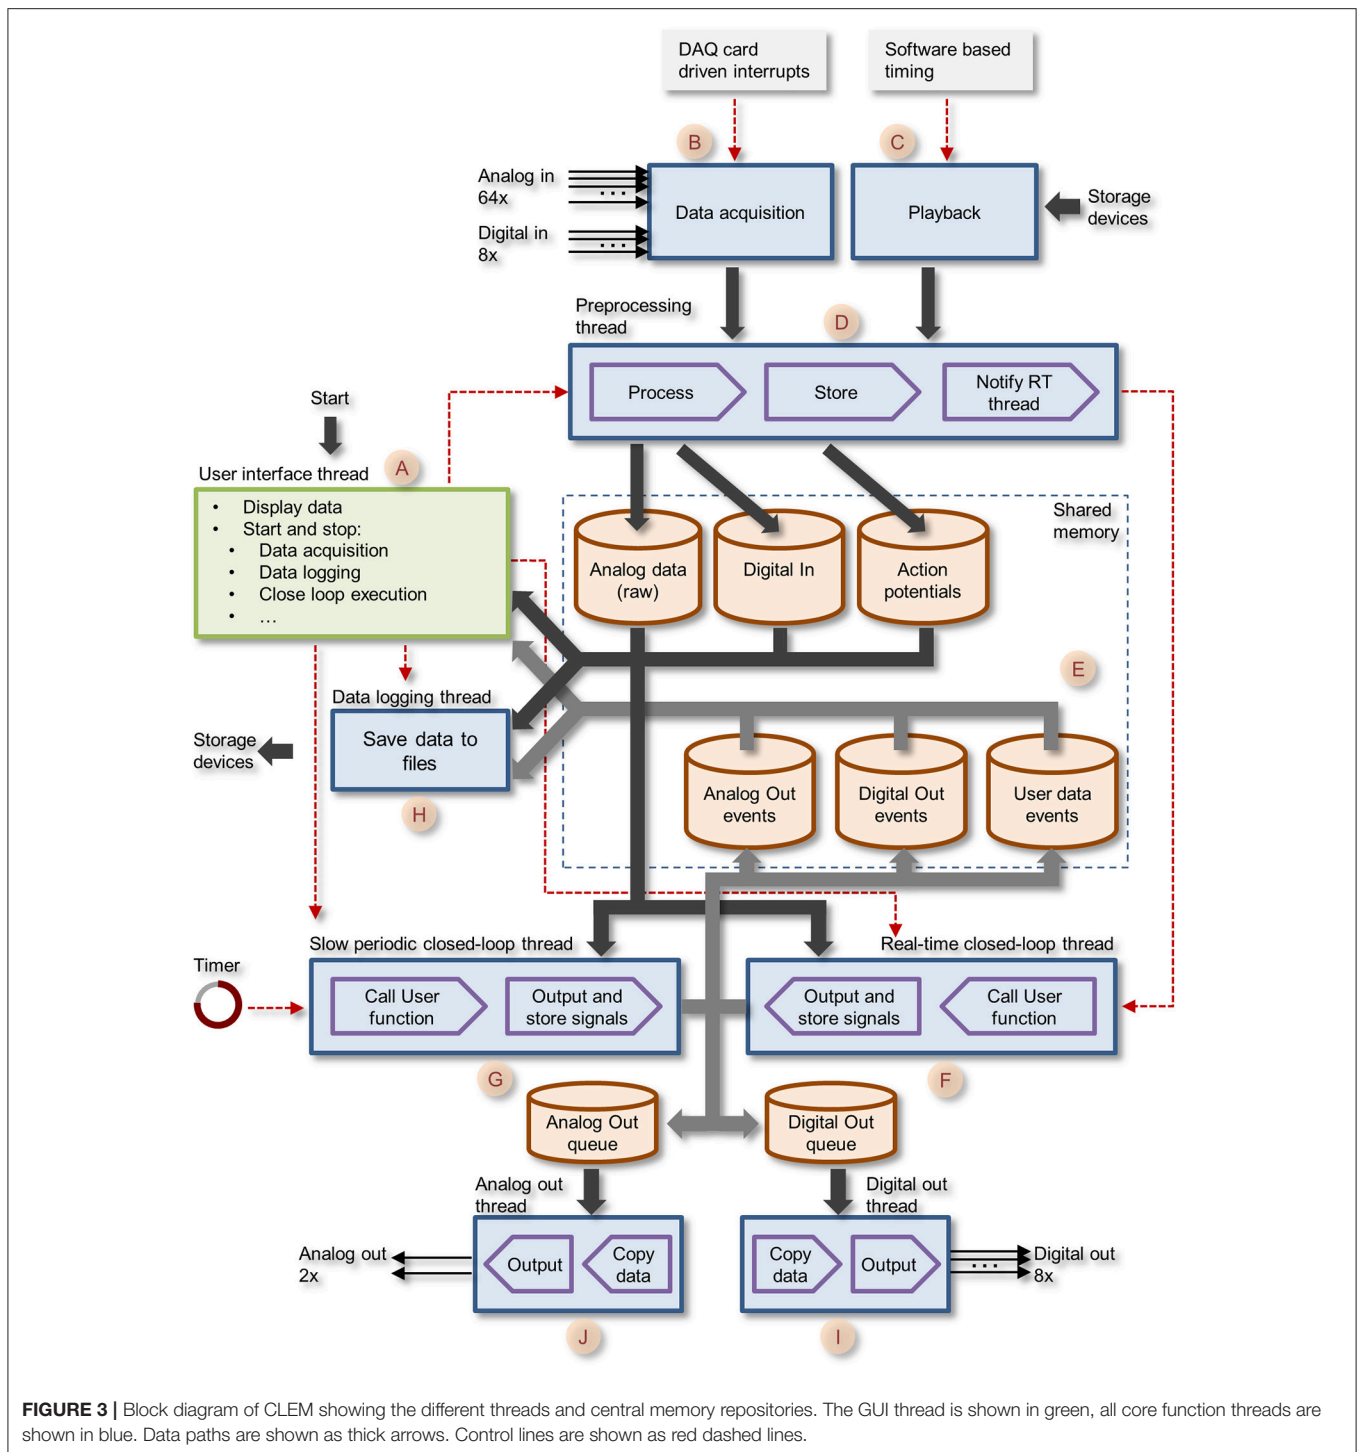 DAQ card
driven interrupts
Software based
timing
B
C
Analog in
64x
...
Digital in
8x
...
Data acquisition
Playback
Storage
devices
Preprocessing
thread
D
Process
Store
Notify RT
thread
Start
User interface thread
A
• Display data
• Start and stop:
• Data acquisition
• Data logging
• Close loop execution
• ...
Shared
memory
Analog data
(raw)
Digital In
Action
potentials
E
Data logging thread
Save data to
files
Storage
devices
H
Analog Out
events
Digital Out
events
User data
events
Slow periodic closed-loop thread
Real-time closed-loop thread
Timer
Call User
function
Output and
store signals
Output and
store signals
Call User
function
G
F
Analog Out
queue
Digital Out
queue
Analog out
thread
Digital out
thread
Analog out
2x
Output
Copy
data
Copy
data
Output
...
Digital out
8x
J
I
FIGURE 3 | Block diagram of CLEM showing the different threads and central memory repositories. The GUI thread is shown in green, all core function threads are
shown in blue. Data paths are shown as thick arrows. Control lines are shown as red dashed lines.